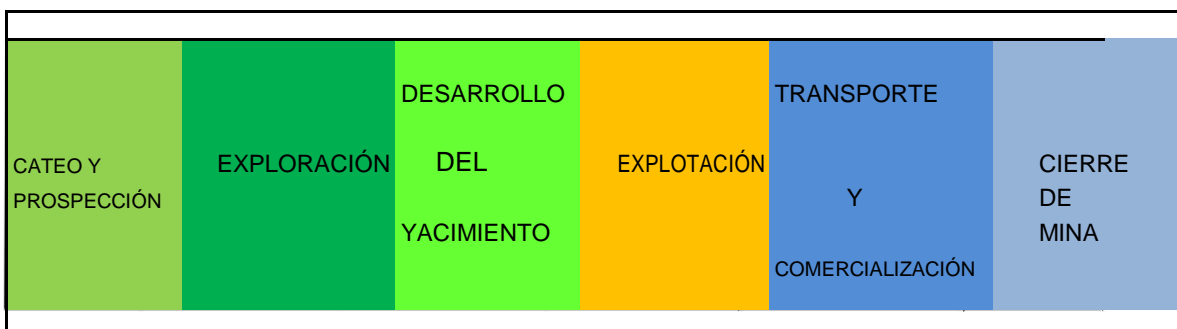 CATEO Y
PROSPECCIÓN
EXPLORACIÓN
DESARROLLO
DEL
YACIMIENTO
EXPLOTACIÓN
TRANSPORTE
Y
COMERCIALIZACIÓN
CIERRE
DE
MINA